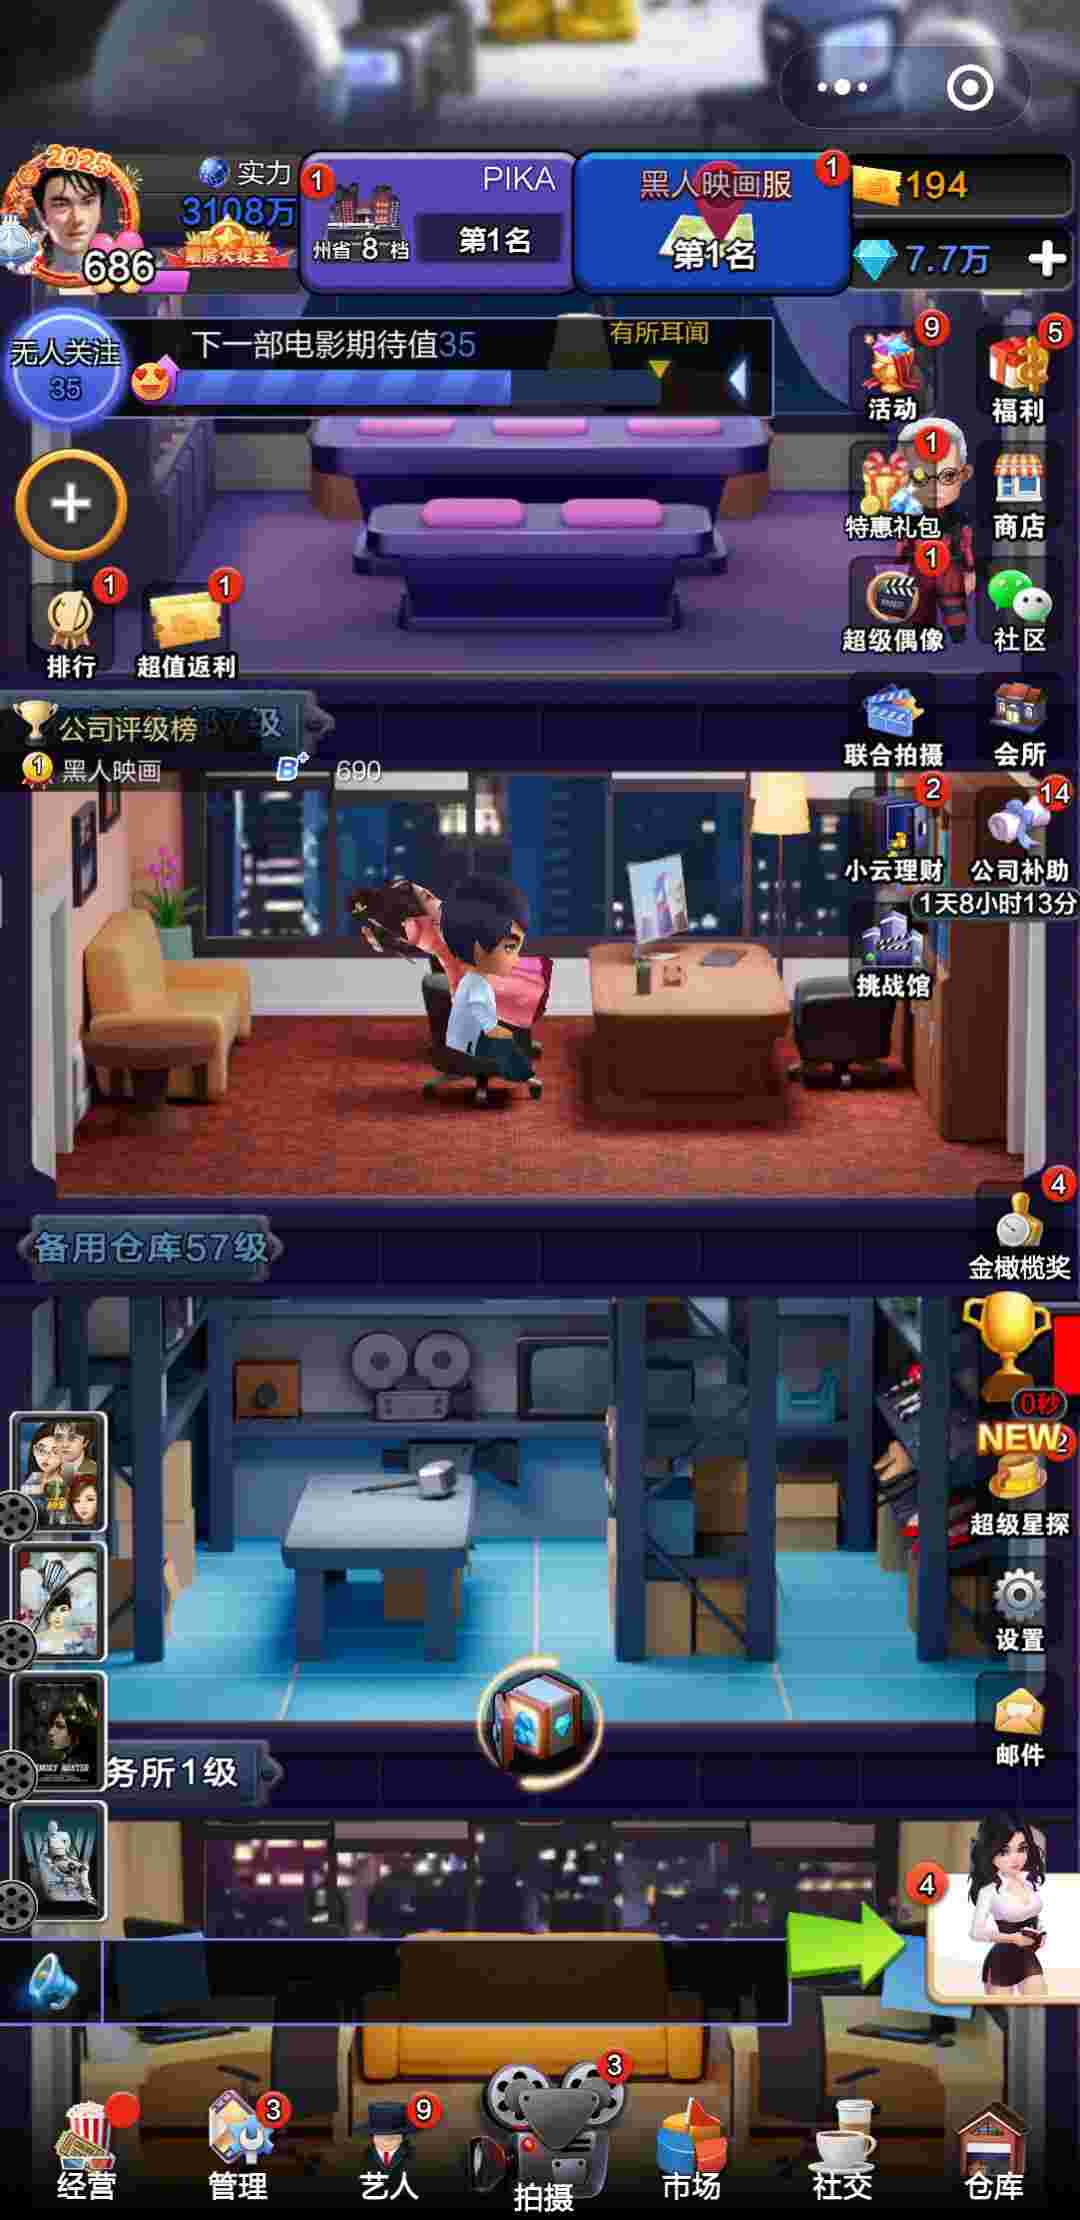 2025
686
实力
3108万
票房大卖王
1
PIKA
州省 8 档
第1名
黑人映画服
1
第1名
194
7.7万
无人关注
35
下一部电影期待值35
有所耳闻
9
活动
5
福利
1
特惠礼包
商店
1
超级偶像
社区
1
排行
1
超值返利
7级
公司评级榜
1
黑人映画
B+
690
联合拍摄
会所
2
小云理财
14
公司补助
1天8小时13分
挑战馆
备用仓库57级
4
金橄榄奖
0秒
NEW
2
超级星探
设置
邮件
务所1级
4
经营
3
管理
9
艺人
3
拍摄
市场
社交
仓库